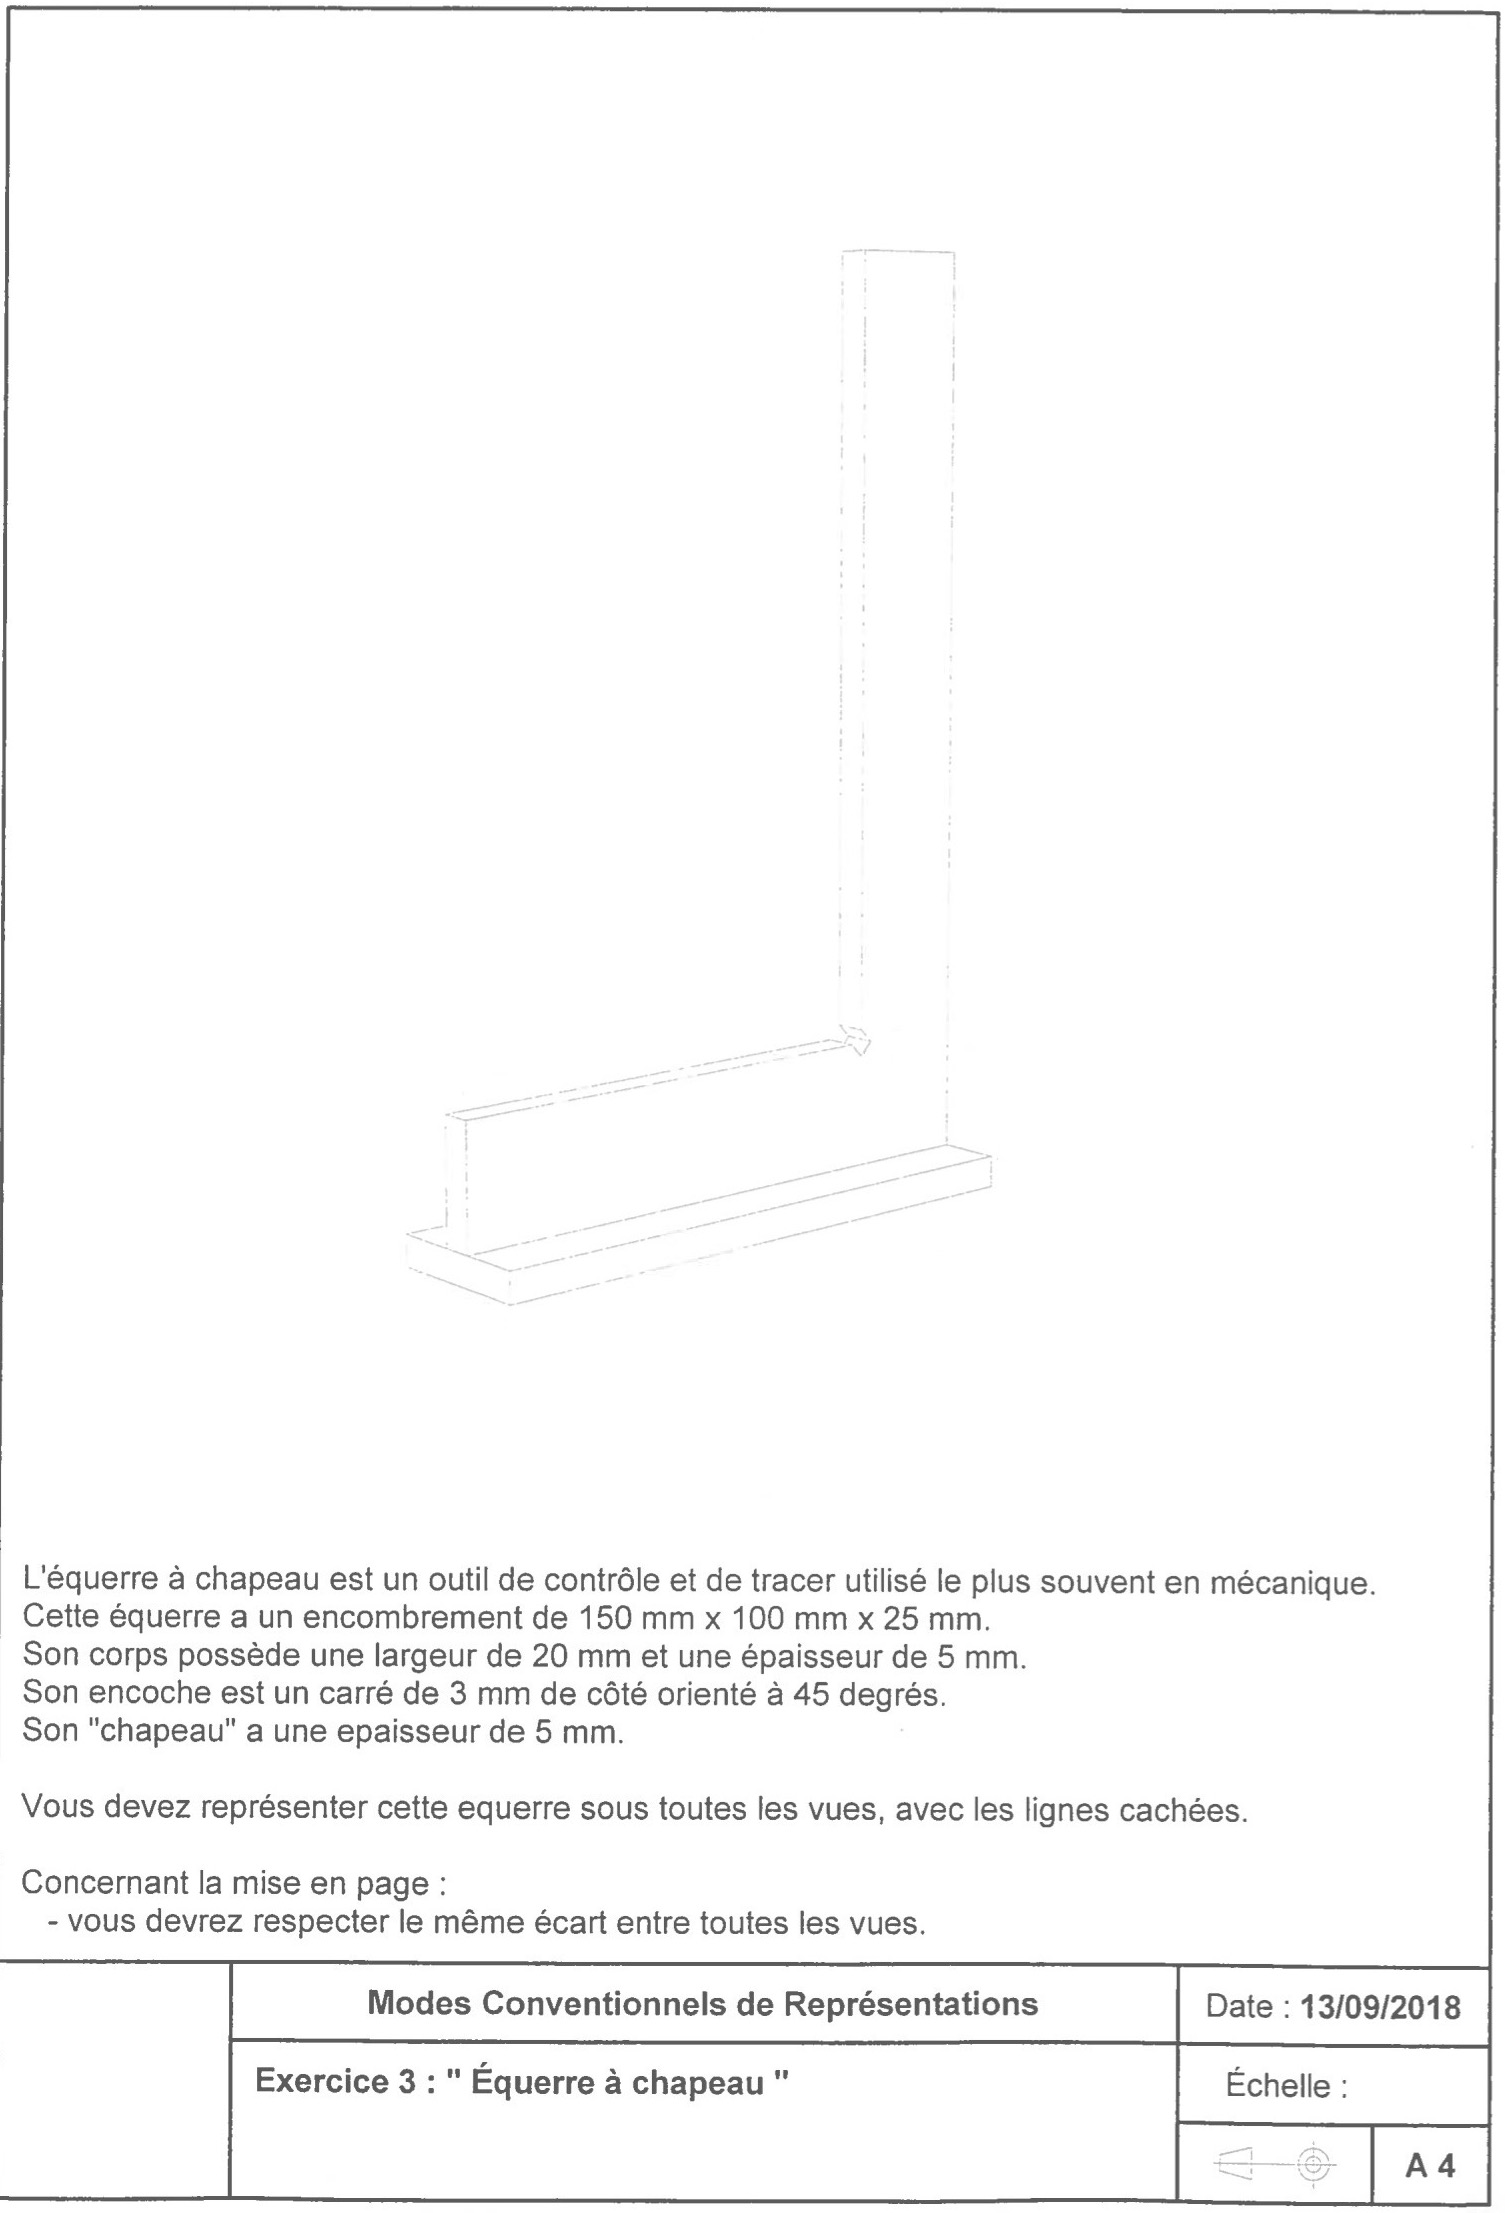 L'équerre à chapeau est un outil de contrôle et de tracer utilisé le plus souvent en mécanique.
Cette équerre a un encombrement de 150 mm x 100 mm x 25 mm.
Son corps possède une largeur de 20 mm et une épaisseur de 5 mm.
Son encoche est un carré de 3 mm de côté orienté à 45 degrés.
Son "chapeau" a une epaisseur de 5 mm.
Vous devez représenter cette equerre sous toutes les vues, avec les lignes cachées.
Concernant la mise en page :
- vous devrez respecter le même écart entre toutes les vues.
Modes Conventionnels de Représentations
Date : 13/09/2018
Exercice 3 : " Équerre à chapeau "
Échelle :
A 4